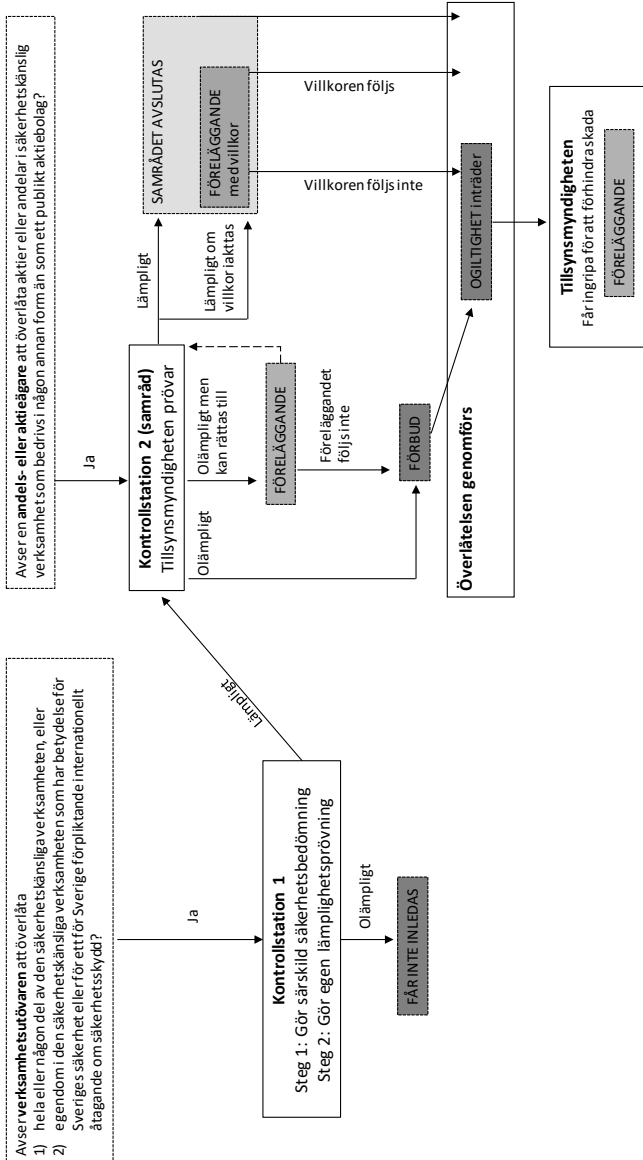 Avser verksamhetsutövaren att överlåta
1) hela eller någon del av den säkerhetskänsliga verksamheten, eller
2) egendom i den säkerhetskänsliga verksamheten som har betydelse för
Sveriges säkerhet eller för ett för Sverige förpliktande internationellt
åtagande om säkerhetsskydd?
Ja
Kontrollstation 1
Steg 1: Gör särskild säkerhetsbedömning
Steg 2: Gör egen lämplighetsprövning
Olämpligt
FÅR INTE INLEDAS
Lämpligt
Avser en andels- eller aktieägare att överlåta aktier eller andelar i säkerhetskänslig
verksamhet som bedrivs i någon annan form än som ett publikt aktiebolag?
Ja
Kontrollstation 2 (samråd)
Tillsynsmyndigheten prövar
Olämpligt
Olämpligt men
kan rättas till
FÖRELÄGGANDE
Föreläggandet
följs inte
FÖRBUD
Lämpligt
Lämpligt om
villkor iakttas
SAMRÅDET AVSLUTAS
FÖRELÄGGANDE
med villkor
Villkoren följs inte
Villkoren följs
Överlåtelsen genomförs
OGILTIGHET inträder
Tillsynsmyndigheten
Får ingripa för att förhindra skada
FÖRELÄGGANDE